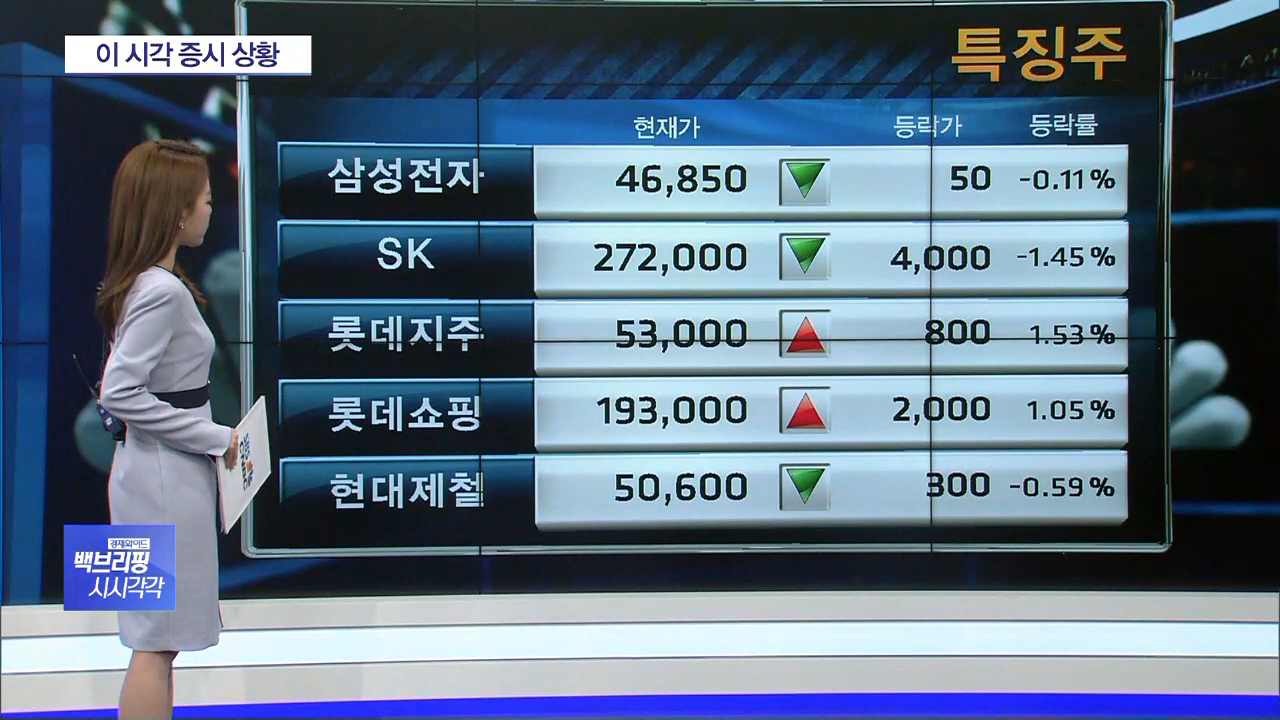 이 시각 증시 상황
특징주
현재가 등락가 등락률
삼성전자 46,850 50 -0.11%
SK 272,000 4,000 -1.45%
롯데지주 53,000 800 1.53%
롯데쇼핑 193,000 2,000 1.05%
현대제철 50,600 300 -0.59%
경제와이드
백브리핑
시시각각